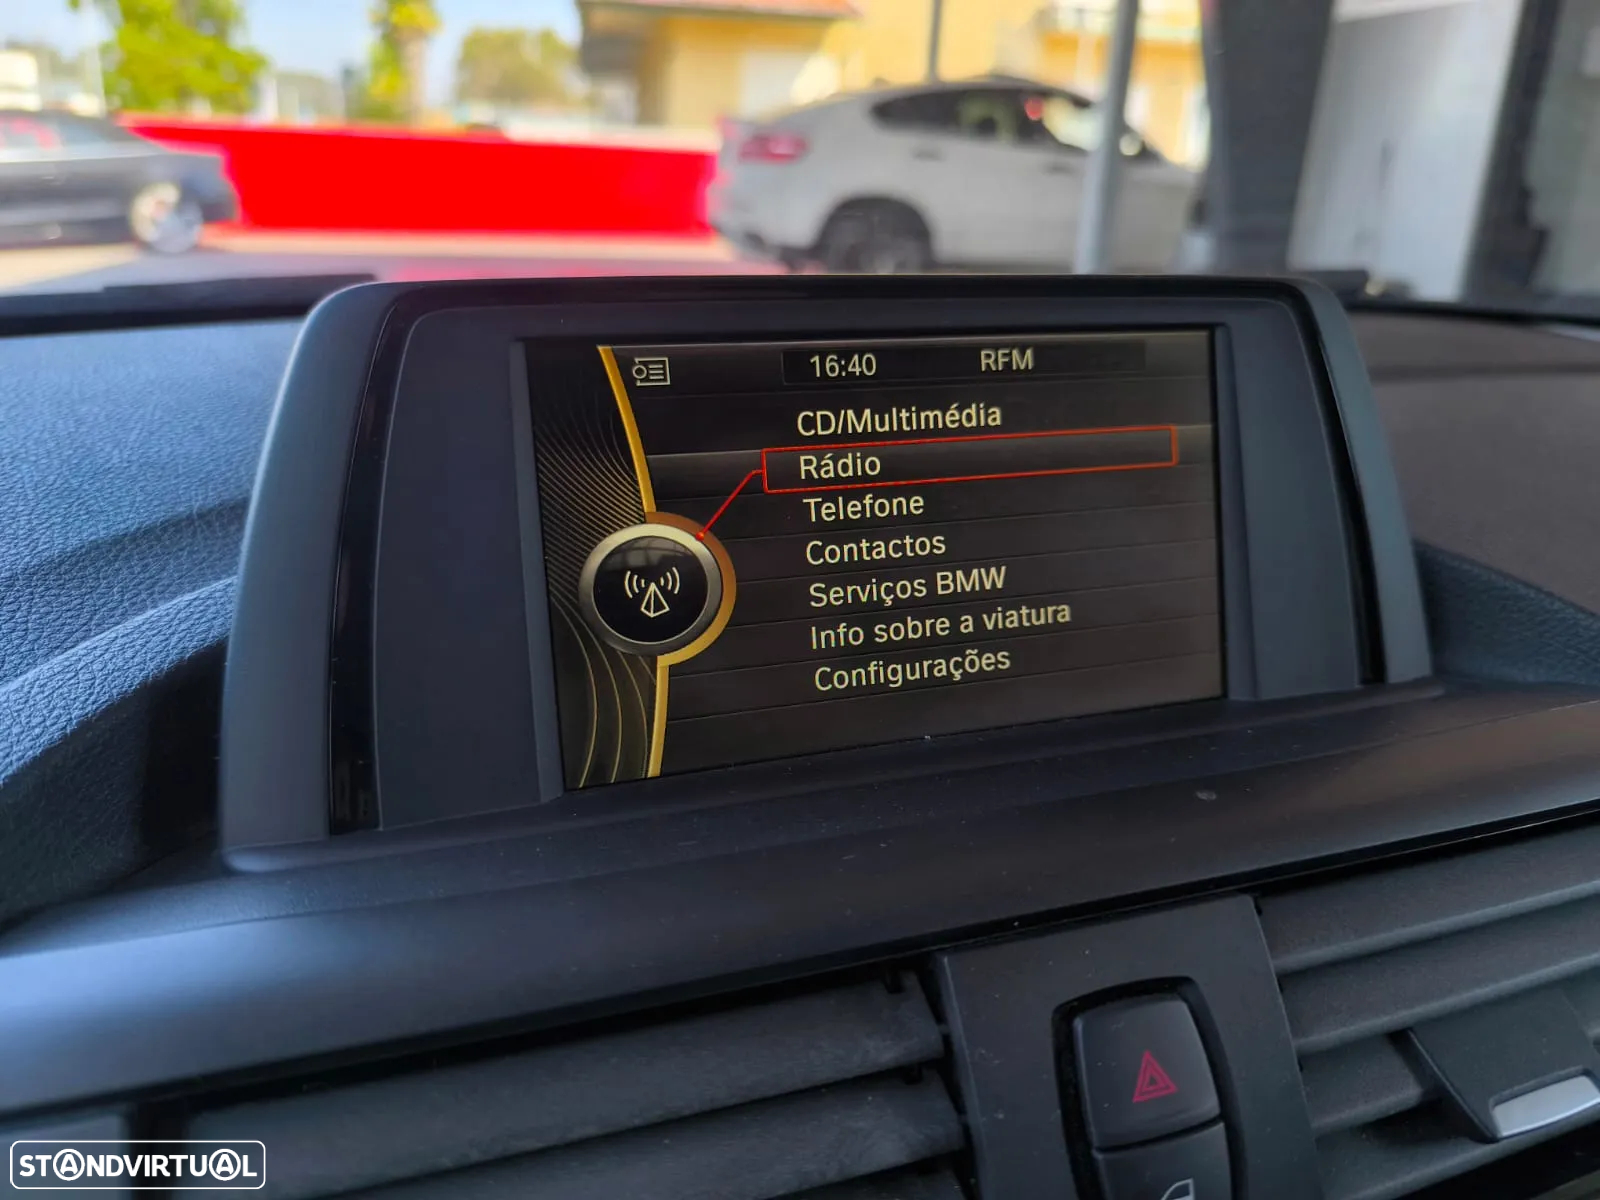 16:40 RFM
CD/Multimédia
Rádio
Telefone
Contactos
Serviços BMW
Info sobre a viatura
Configurações
STANDVIRTUAL